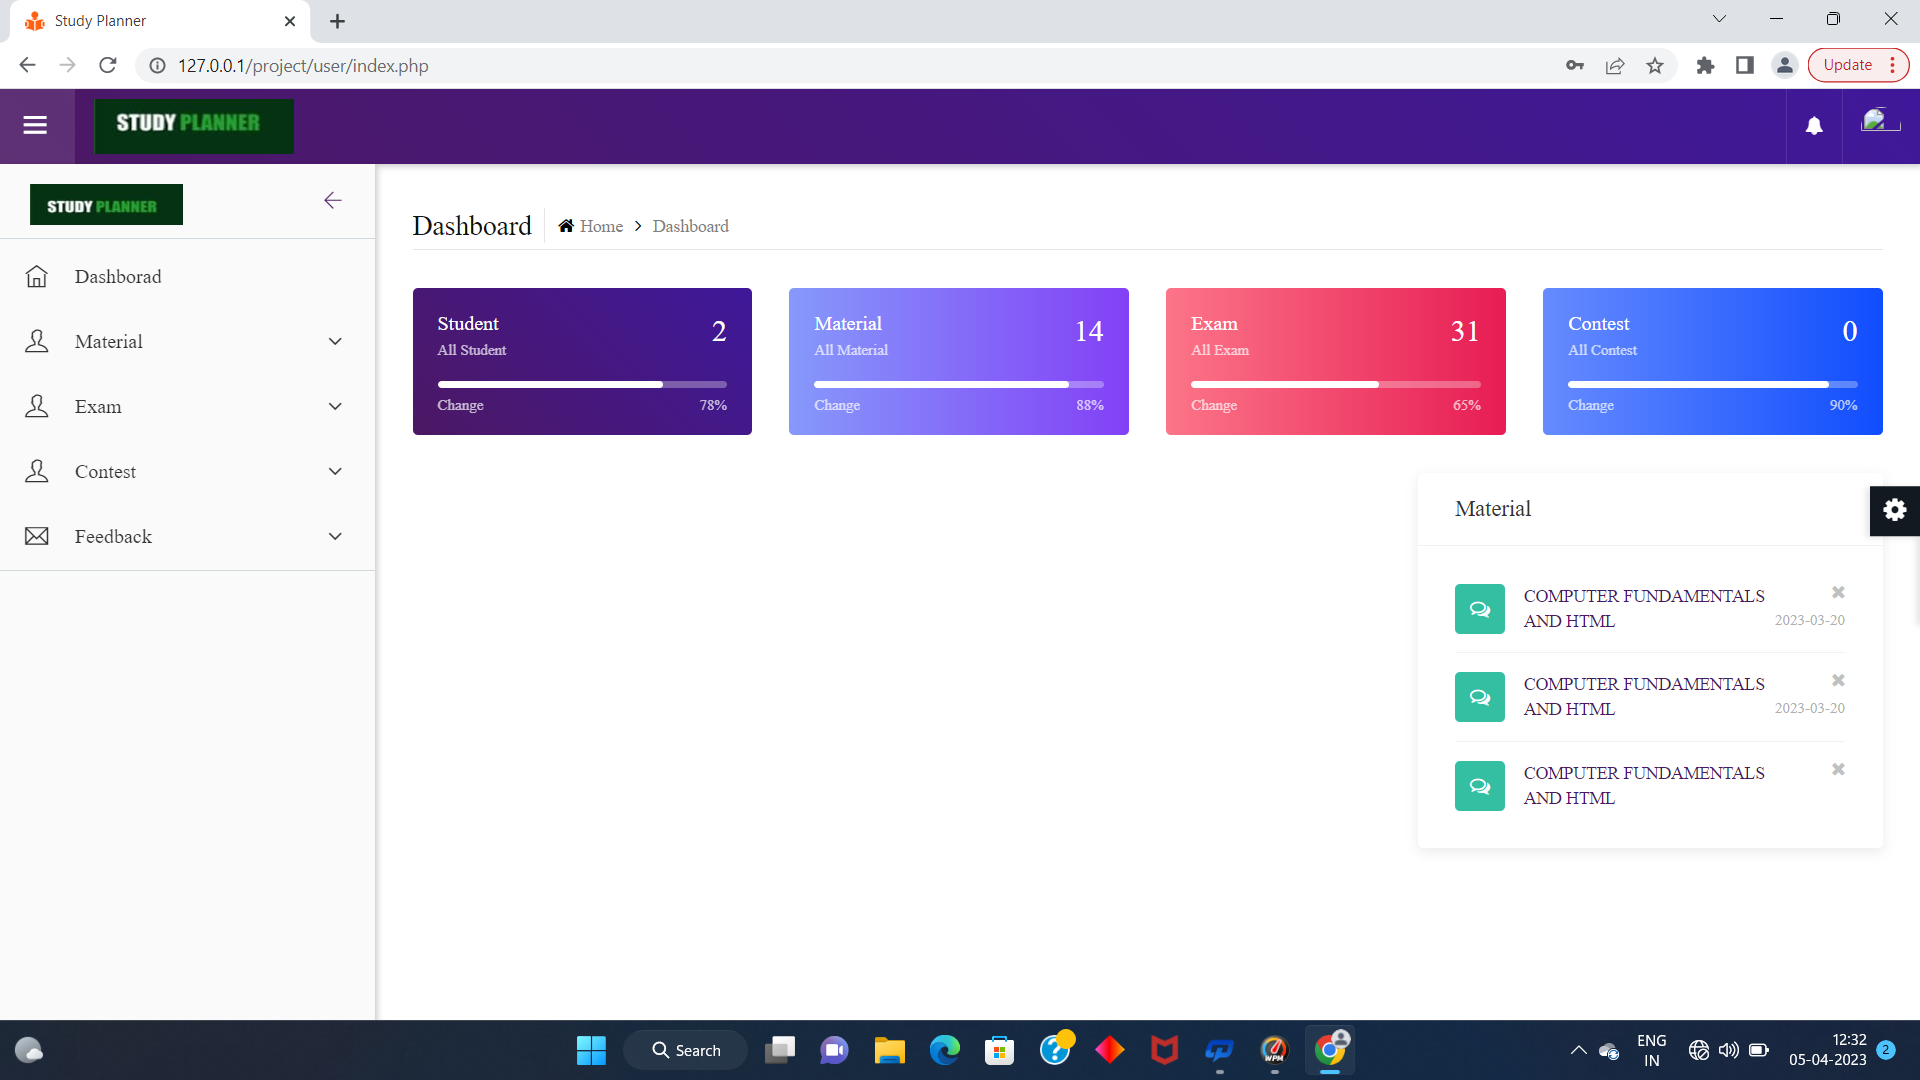 Study Planner
127.0.0.1/project/user/index.php
Update
STUDY PLANNER
STUDY PLANNER
Dashboard
Home
Dashboard
Dashborad
Material
Exam
Contest
Feedback
Student
2
All Student
Change
78%
Material
14
All Material
Change
88%
Exam
31
All Exam
Change
65%
Contest
0
All Contest
Change
90%
Material
COMPUTER FUNDAMENTALS
AND HTML
2023-03-20
COMPUTER FUNDAMENTALS
AND HTML
2023-03-20
COMPUTER FUNDAMENTALS
AND HTML
Search
WPM
ENG
IN
12:32
05-04-2023
2